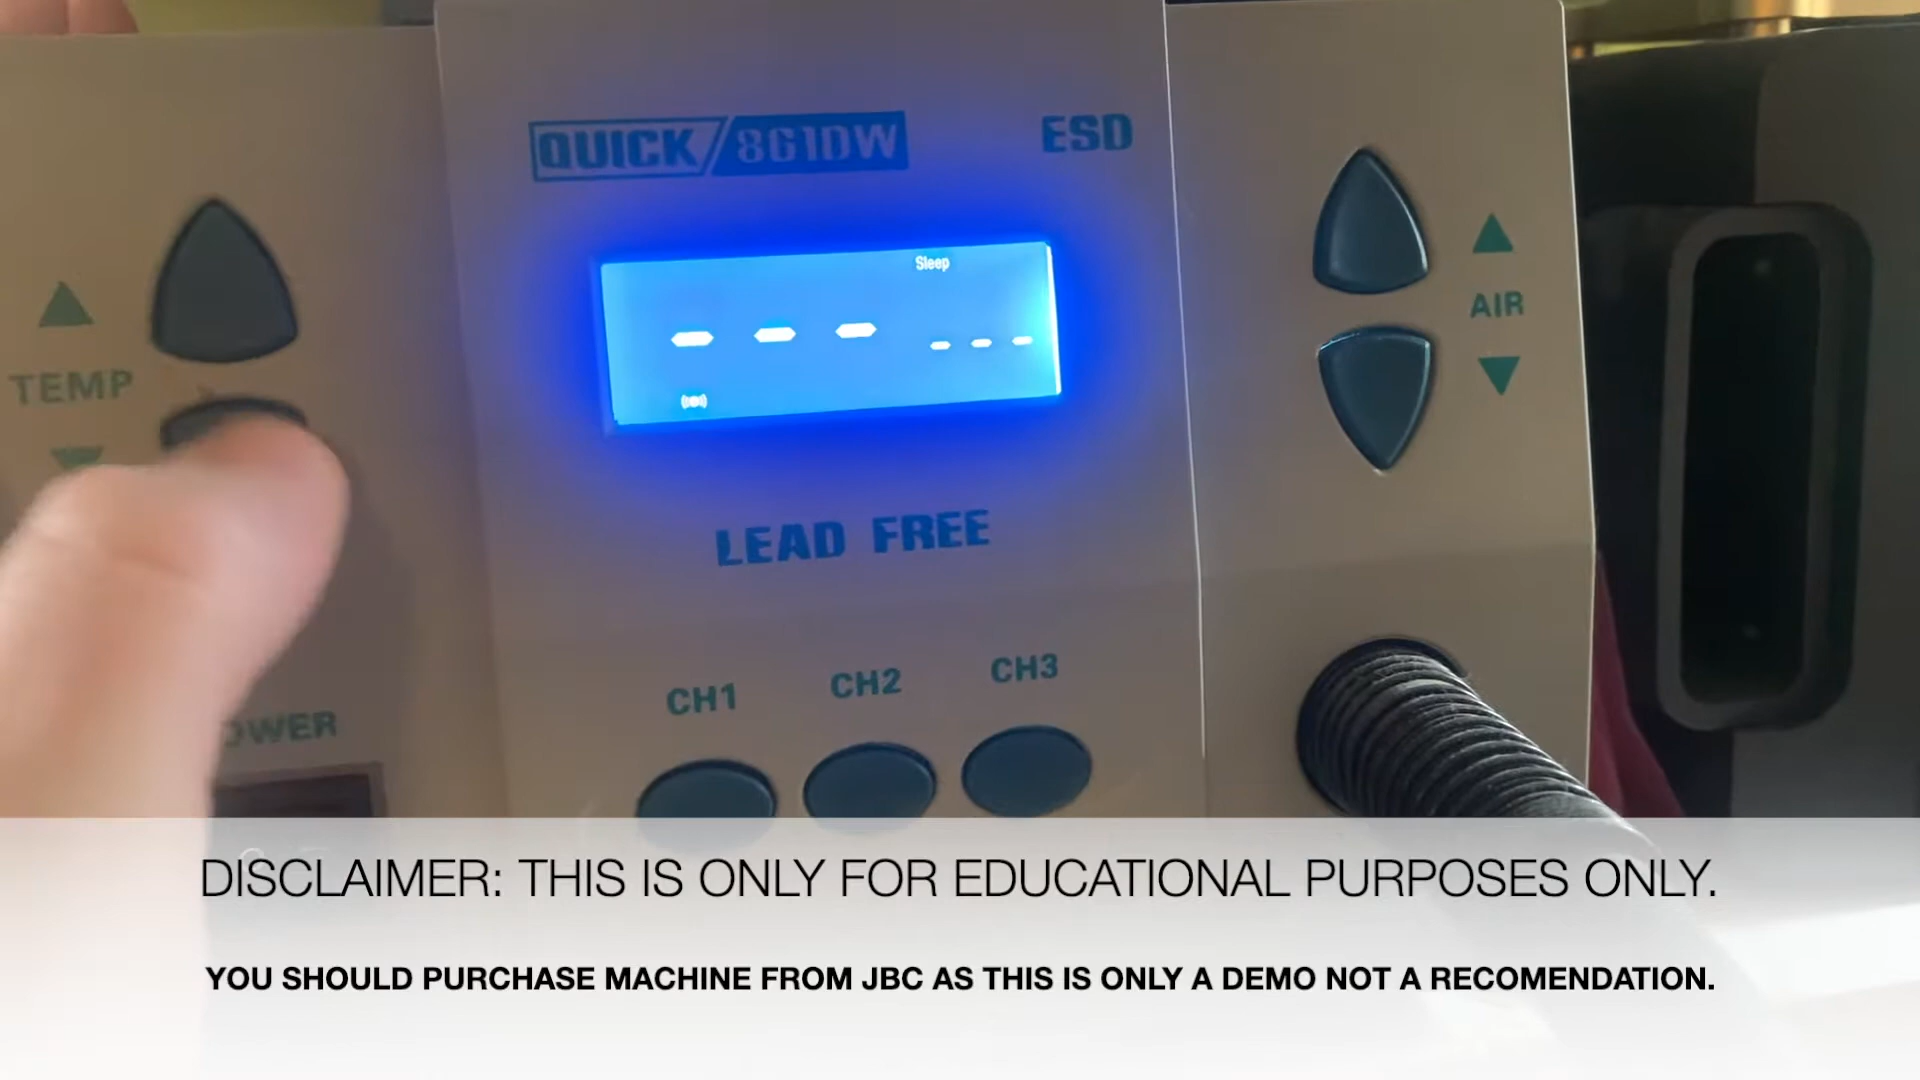 QUICK 861DW
ESD
Sleep
--- ---
TEMP
AIR
LEAD FREE
CH1 CH2 CH3
DISCLAIMER: THIS IS ONLY FOR EDUCATIONAL PURPOSES ONLY.
YOU SHOULD PURCHASE MACHINE FROM JBC AS THIS IS ONLY A DEMO NOT A RECOMENDATION.